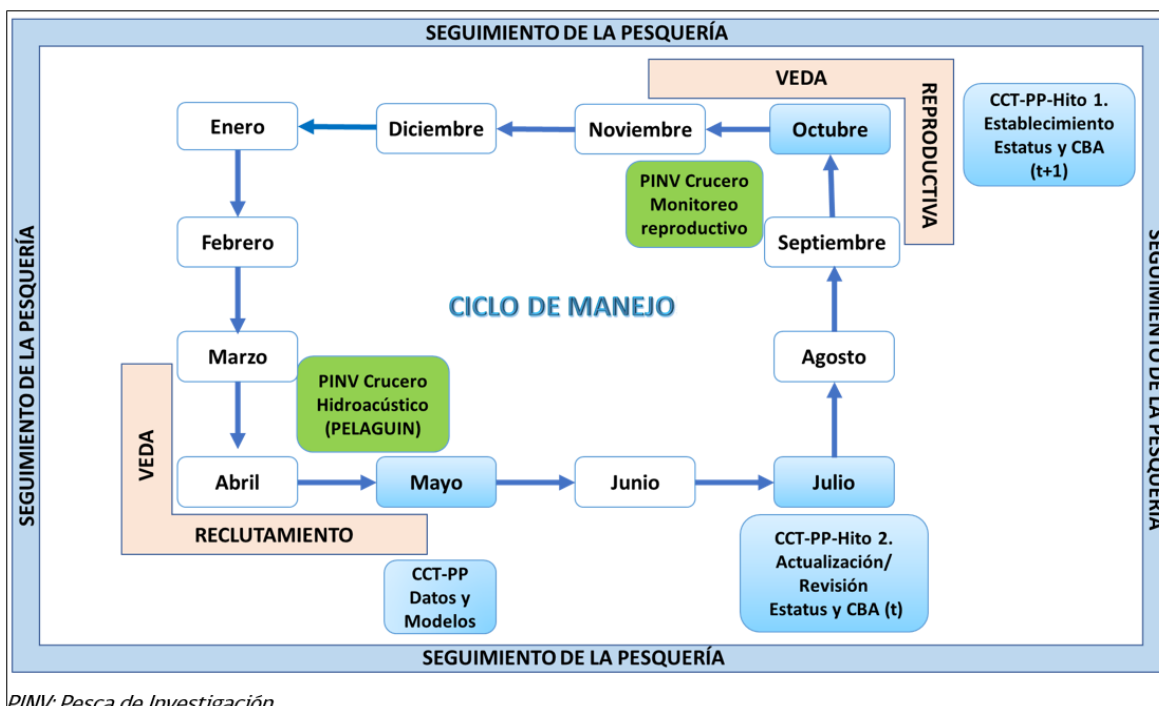 SEGUIMIENTO DE LA PESQUERÍA
VEDA
REPRODUCTIVA
CCT-PP-Hito 1.
Establecimiento
Estatus y CBA
(t+1)
Enero
Diciembre
Noviembre
Octubre
PINV Crucero
Monitoreo
reproductivo
Febrero
Septiembre
SEGUIMIENTO DE LA PESQUERÍA
SEGUIMIENTO DE LA PESQUERÍA
CICLO DE MANEJO
Marzo
Agosto
PINV Crucero
Hidroacústico
(PELAGUIN)
VEDA
Abril
Mayo
Junio
Julio
RECLUTAMIENTO
CCT-PP
Datos y
Modelos
CCT-PP-Hito 2.
Actualización/
Revisión
Estatus y CBA (t)
SEGUIMIENTO DE LA PESQUERÍA
PINV: Pesca de Investigación